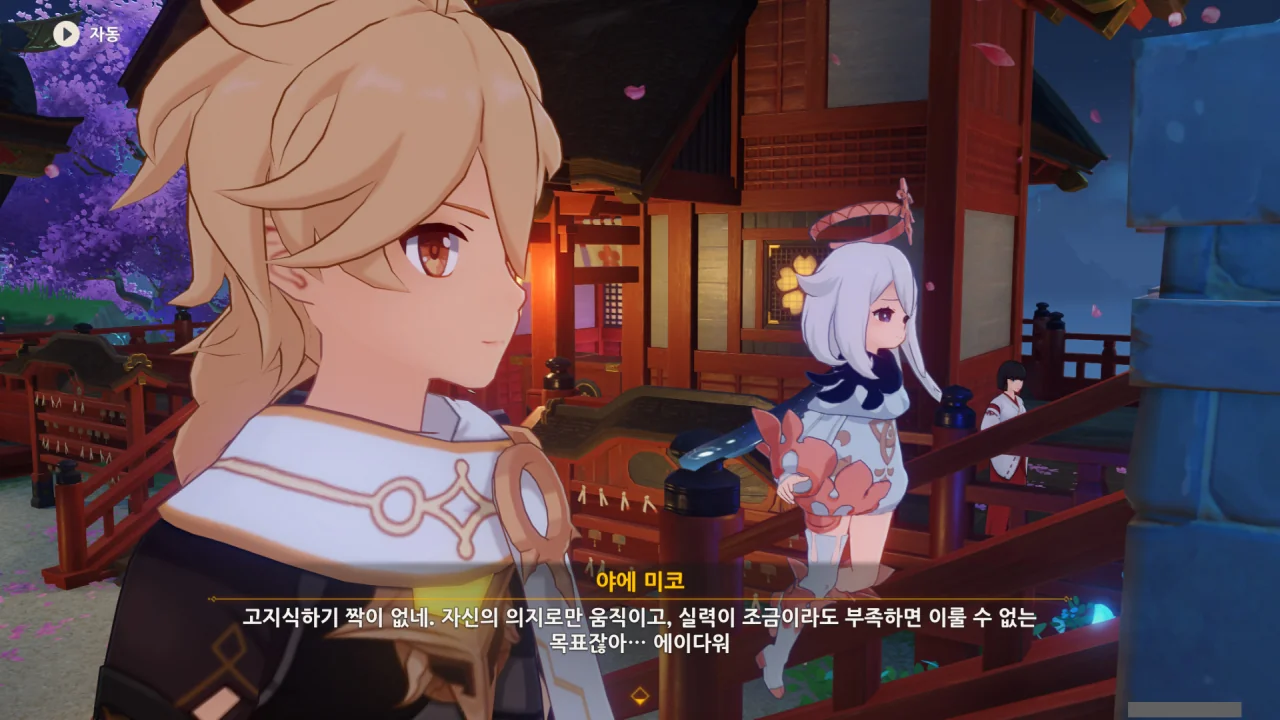 자동
야에 미코
고지식하기 짝이 없네. 자신의 의지로만 움직이고, 실력이 조금이라도 부족하면 이룰 수 없는
목표잖아… 에이다워